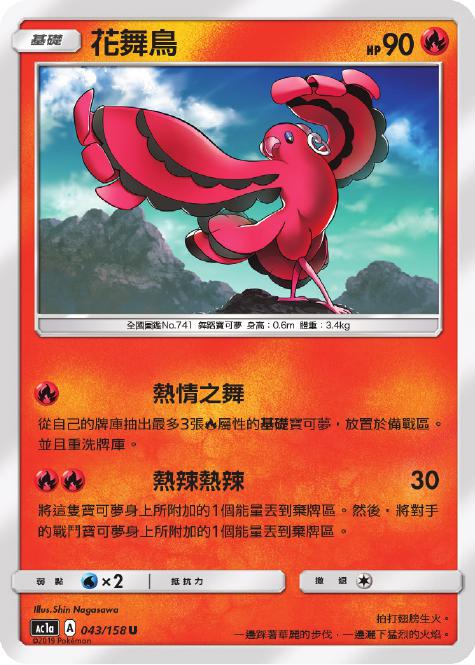 基礎 花舞鳥 HP 90
全國圖鑑No.741 舞蹈寶可夢 身高：0.6m 體重：3.4kg
熱情之舞
從自己的牌庫抽出最多3張屬性的基礎寶可夢，放置於備戰區。
並且重洗牌庫。
熱辣熱辣 30
將這隻寶可夢身上所附加的1個能量丟到棄牌區。然後，將對手
的戰鬥寶可夢身上所附加的1個能量丟到棄牌區。
弱點 ×2 抵抗力 撤退
Illus.Shin Nagasawa
AC1a A 043/158 U
©2019 Pokémon
拍打翅膀生火。
一邊踩著華麗的步伐，一邊灑下猛烈的火焰。